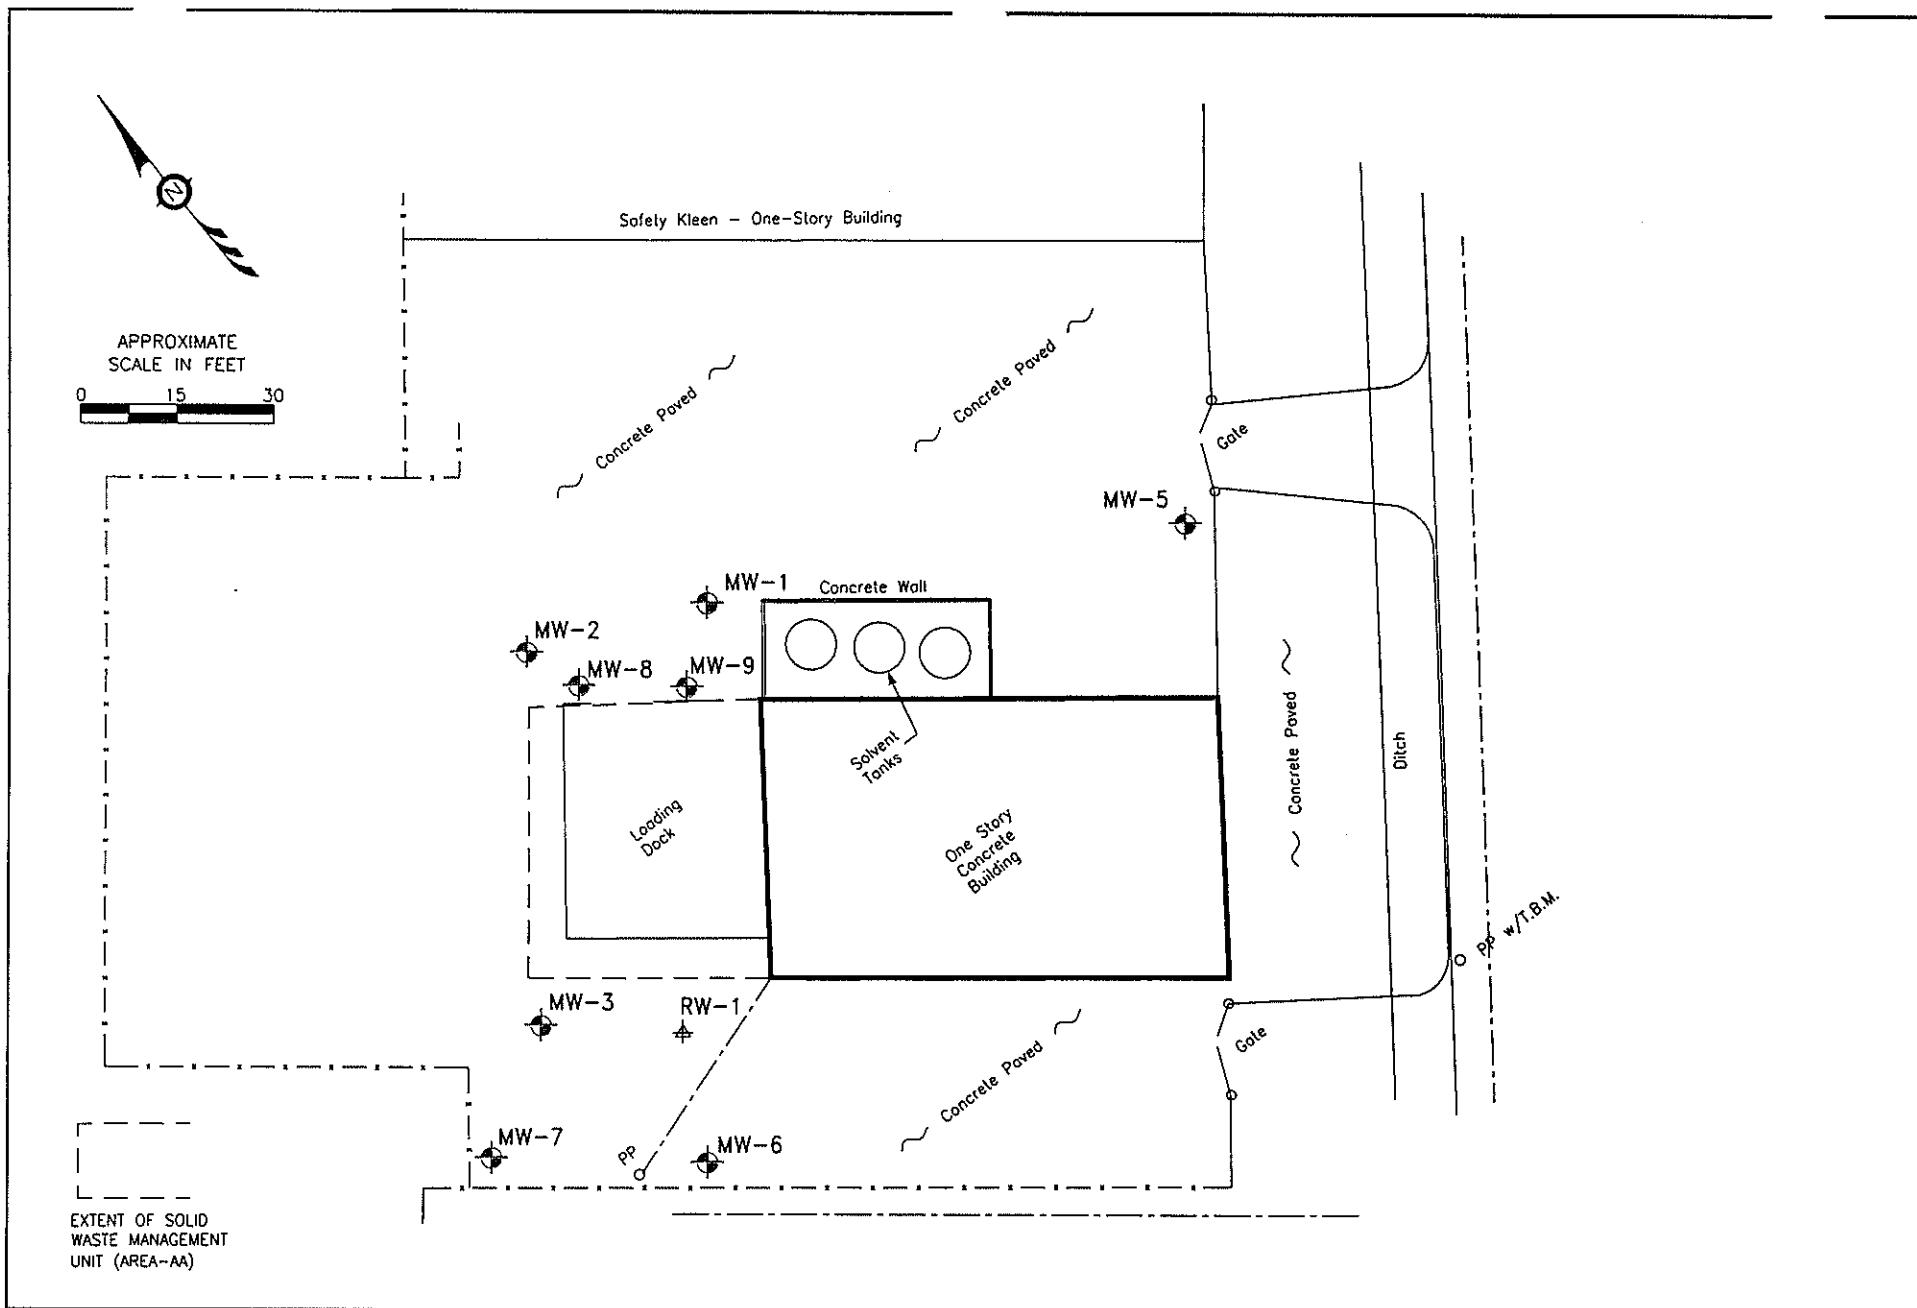 N
Safely Kleen - One-Story Building
APPROXIMATE
SCALE IN FEET
0 15 30
Concrete Paved
Concrete Paved
Gate
MW-5
MW-1
Concrete Wall
MW-2
MW-8
MW-9
Solvent
Tanks
Concrete Paved
Ditch
Loading
Dock
One Story
Concrete
Building
PP w/T.B.M.
MW-3
RW-1
Gate
Concrete Paved
MW-7
PP
MW-6
EXTENT OF SOLID
WASTE MANAGEMENT
UNIT (AREA-AA)